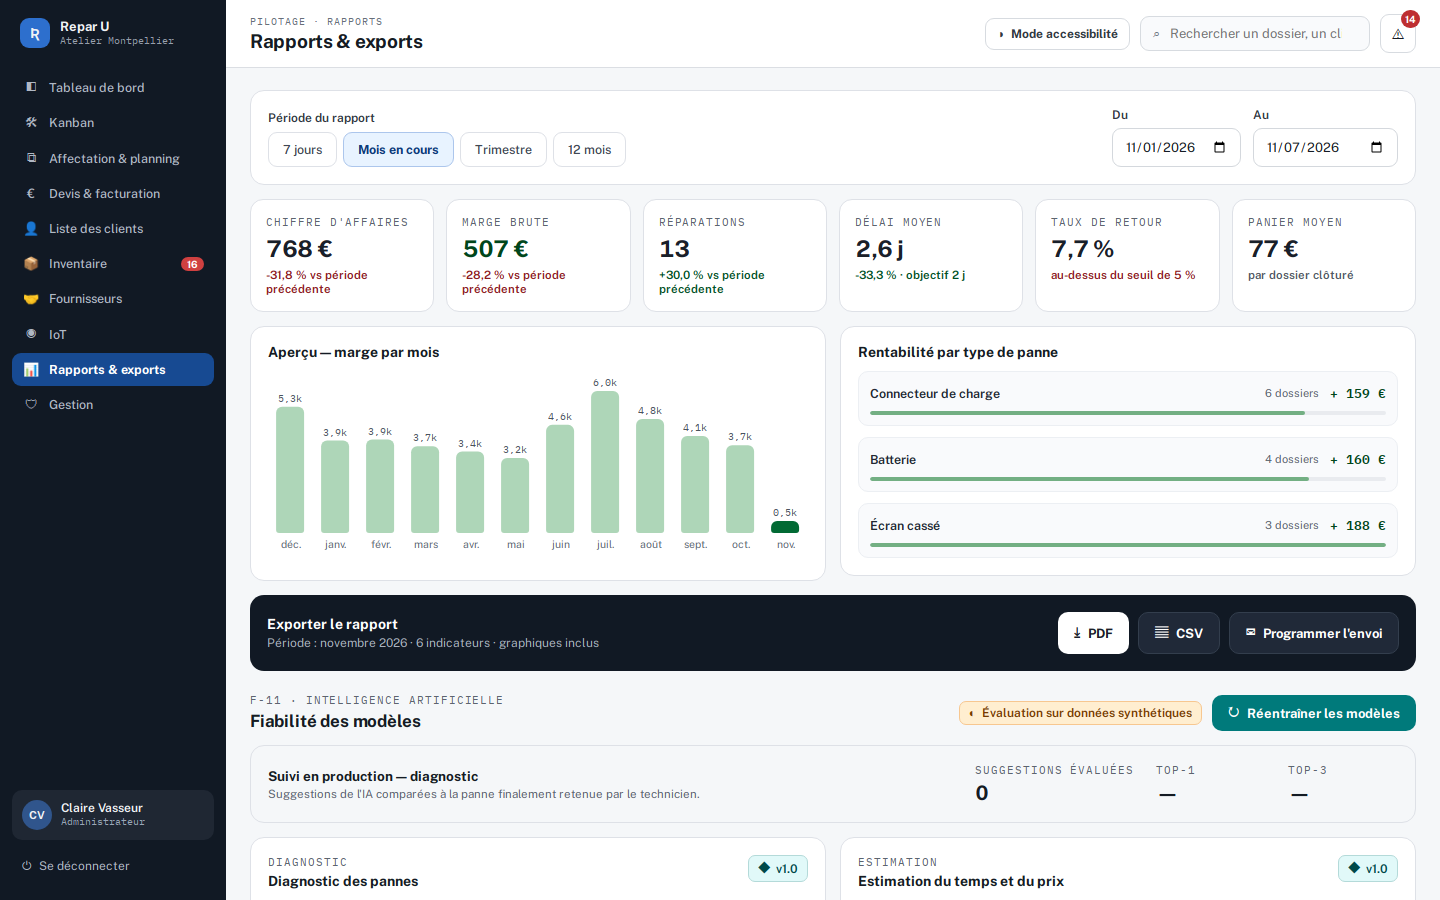 Repar U
Atelier Montpellier
Tableau de bord
Kanban
Affectation & planning
Devis & facturation
Liste des clients
Inventaire 16
Fournisseurs
IoT
Rapports & exports
Gestion
CV
Claire Vasseur
Administrateur
Se déconnecter
PILOTAGE · RAPPORTS
Rapports & exports
Mode accessibilité
Rechercher un dossier, un cl
14
Période du rapport
7 jours
Mois en cours
Trimestre
12 mois
Du
Au
11/01/2026
11/07/2026
CHIFFRE D'AFFAIRES
768 €
-31,8 % vs période
précédente
MARGE BRUTE
507 €
-28,2 % vs période
précédente
RÉPARATIONS
13
+30,0 % vs période
précédente
DÉLAI MOYEN
2,6 j
-33,3 % · objectif 2 j
TAUX DE RETOUR
7,7 %
au-dessus du seuil de 5 %
PANIER MOYEN
77 €
par dossier clôturé
Aperçu — marge par mois
5,3k 3,9k 3,9k 3,7k 3,4k 3,2k 4,6k 6,0k 4,8k 4,1k 3,7k 0,5k
déc. janv. févr. mars avr. mai juin juil. août sept. oct. nov.
Rentabilité par type de panne
Connecteur de charge 6 dossiers + 159 €
Batterie 4 dossiers + 160 €
Écran cassé 3 dossiers + 188 €
Exporter le rapport
Période : novembre 2026 · 6 indicateurs · graphiques inclus
PDF
CSV
Programmer l'envoi
F-11 · INTELLIGENCE ARTIFICIELLE
Fiabilité des modèles
Évaluation sur données synthétiques
Réentraîner les modèles
Suivi en production — diagnostic
Suggestions de l'IA comparées à la panne finalement retenue par le technicien.
SUGGESTIONS ÉVALUÉES
0
TOP-1
—
TOP-3
—
DIAGNOSTIC
Diagnostic des pannes
v1.0
ESTIMATION
Estimation du temps et du prix
v1.0